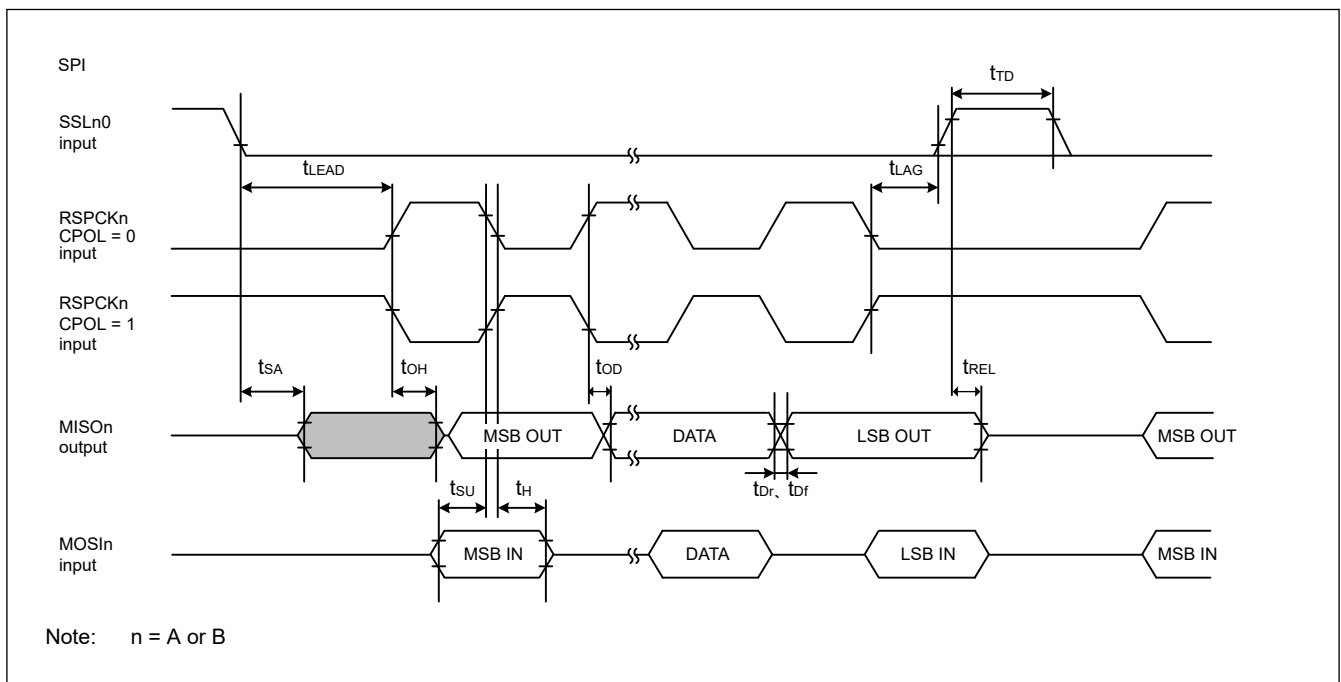 SPI
tTD
SSLn0
input
tLEAD
tLAG
RSPCKn
CPOL = 0
input
RSPCKn
CPOL = 1
input
tSA
tOH
tOD
tREL
MISOn
output
MSB OUT
DATA
LSB OUT
MSB OUT
tSU
tH
tDr、 tDf
MOSIn
input
MSB IN
DATA
LSB IN
MSB IN
Note: n = A or B